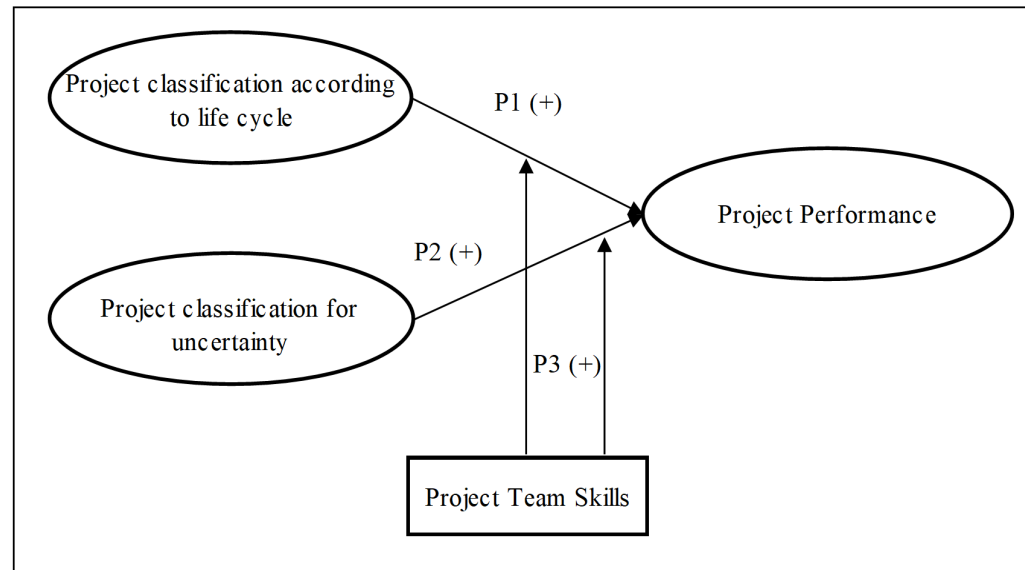 Project classification according
to life cycle
P1 (+)
Project Performance
P2 (+)
Project classification for
uncertainty
P3 (+)
Project Team Skills